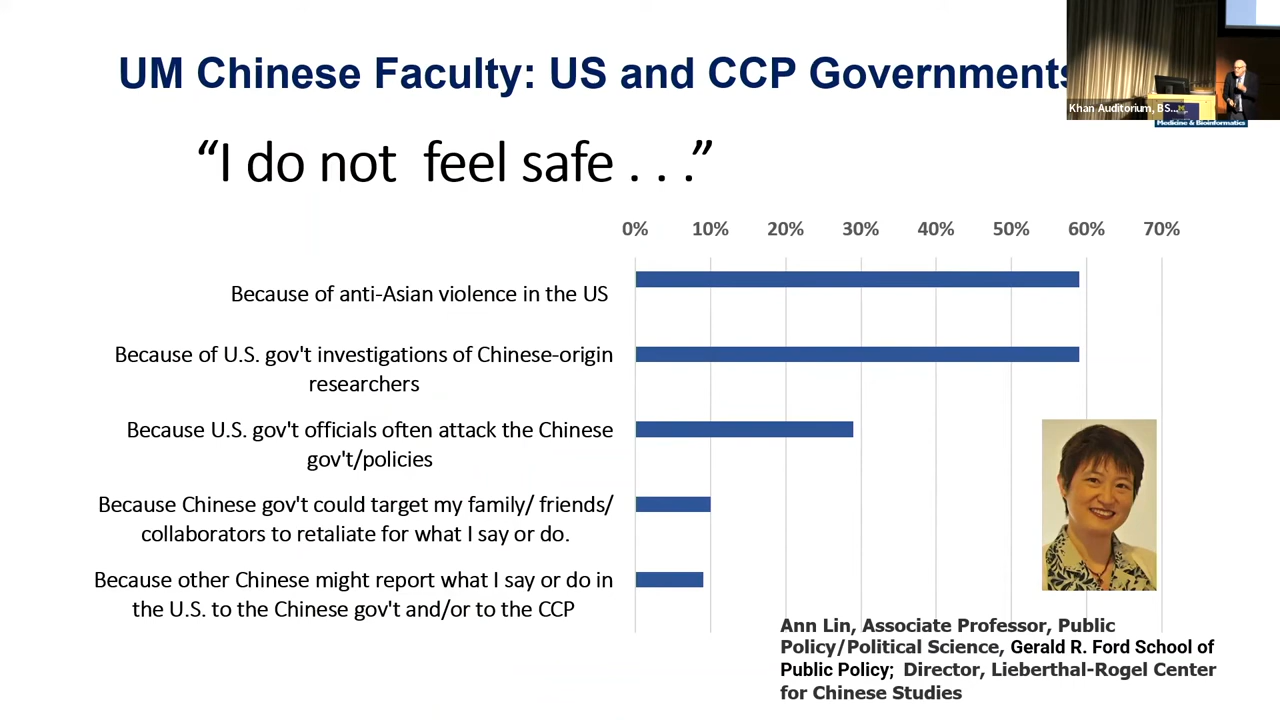 UM Chinese Faculty: US and CCP Governments
Khan Auditorium, BS...
Medicine & Bioinformatics
“I do not feel safe . . .”
0% 10% 20% 30% 40% 50% 60% 70%
Because of anti-Asian violence in the US
Because of U.S. gov't investigations of Chinese-origin
researchers
Because U.S. gov't officials often attack the Chinese
gov't/policies
Because Chinese gov't could target my family/ friends/
collaborators to retaliate for what I say or do.
Because other Chinese might report what I say or do in
the U.S. to the Chinese gov't and/or to the CCP
Ann Lin, Associate Professor, Public
Policy/Political Science, Gerald R. Ford School of
Public Policy; Director, Lieberthal-Rogel Center
for Chinese Studies